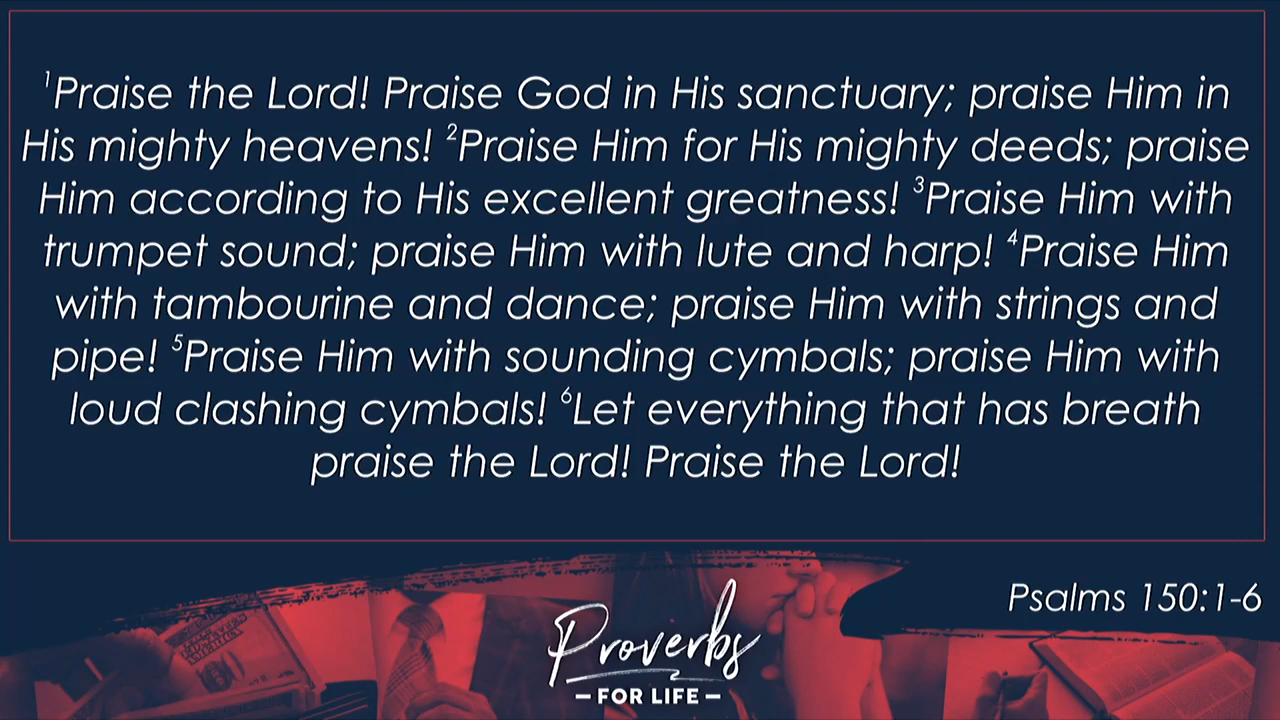 ¹Praise the Lord! Praise God in His sanctuary; praise Him in
His mighty heavens! ²Praise Him for His mighty deeds; praise
Him according to His excellent greatness! ³Praise Him with
trumpet sound; praise Him with lute and harp! ⁴Praise Him
with tambourine and dance; praise Him with strings and
pipe! ⁵Praise Him with sounding cymbals; praise Him with
loud clashing cymbals! ⁶Let everything that has breath
praise the Lord! Praise the Lord!
Psalms 150:1-6
Proverbs
– FOR LIFE –